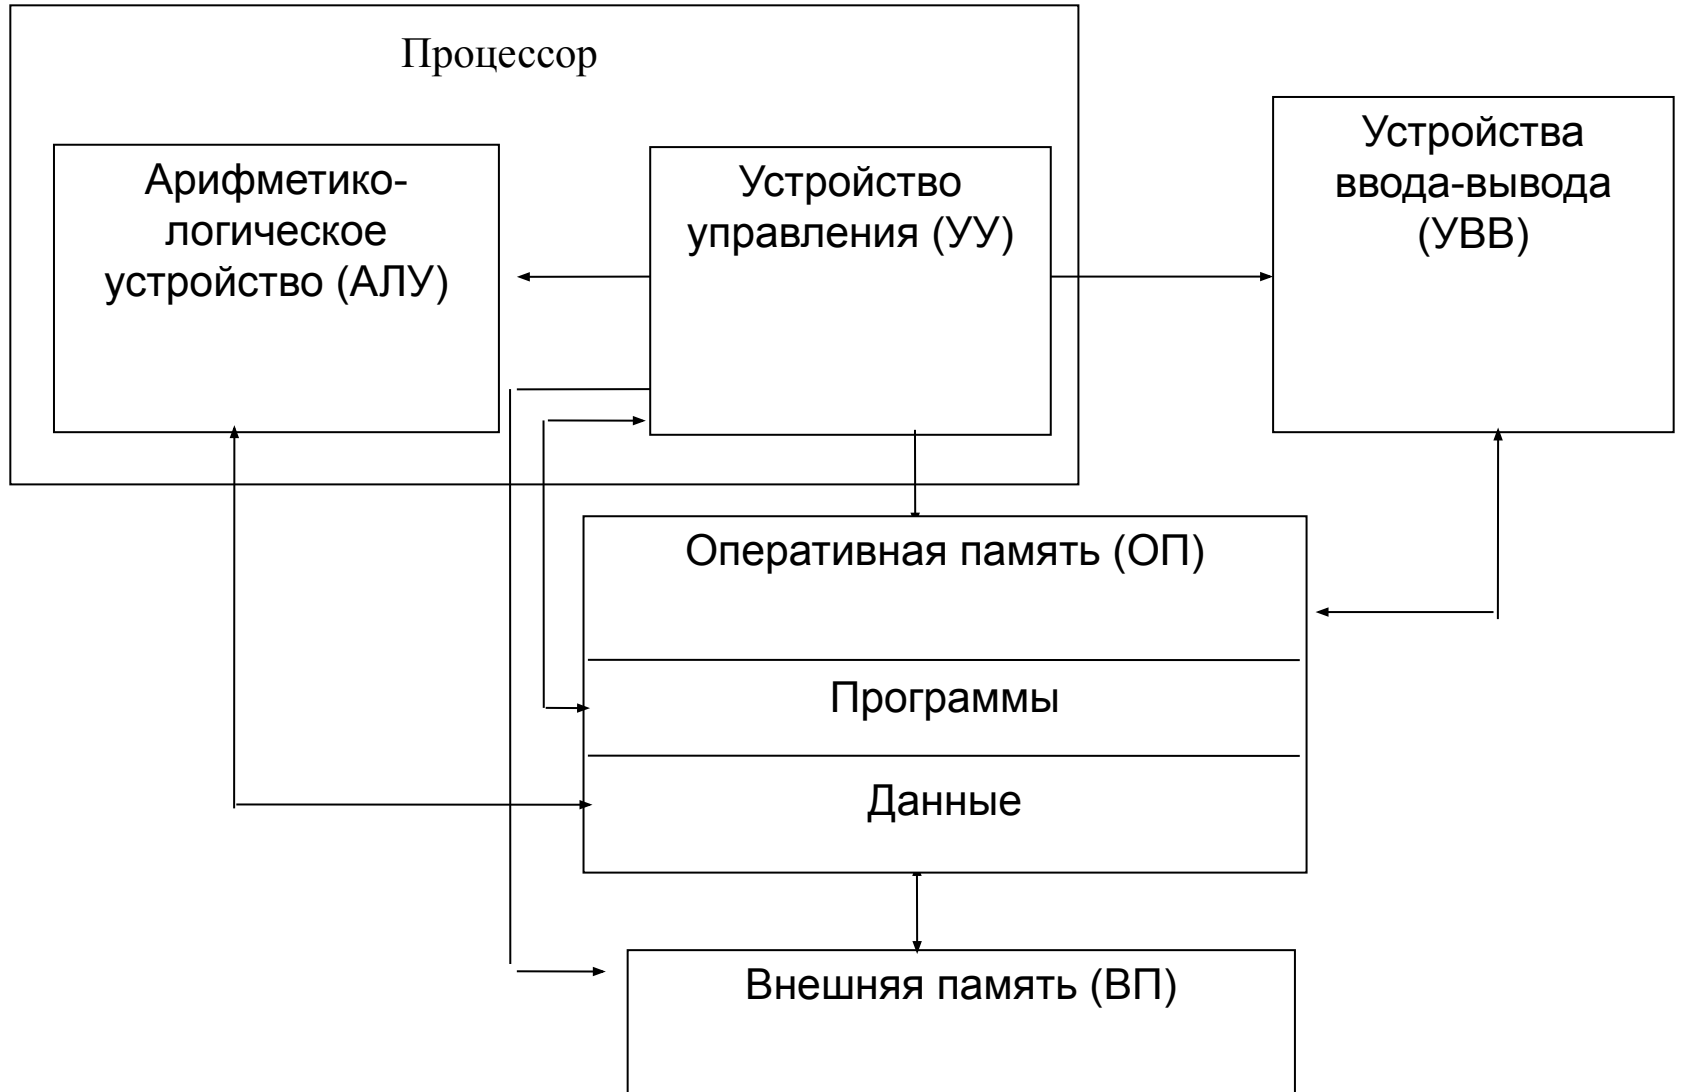 Процессор
Арифметико-
логическое
устройство (АЛУ)
Устройство
управления (УУ)
Устройства
ввода-вывода
(УВВ)
Оперативная память (ОП)
Программы
Данные
Внешняя память (ВП)